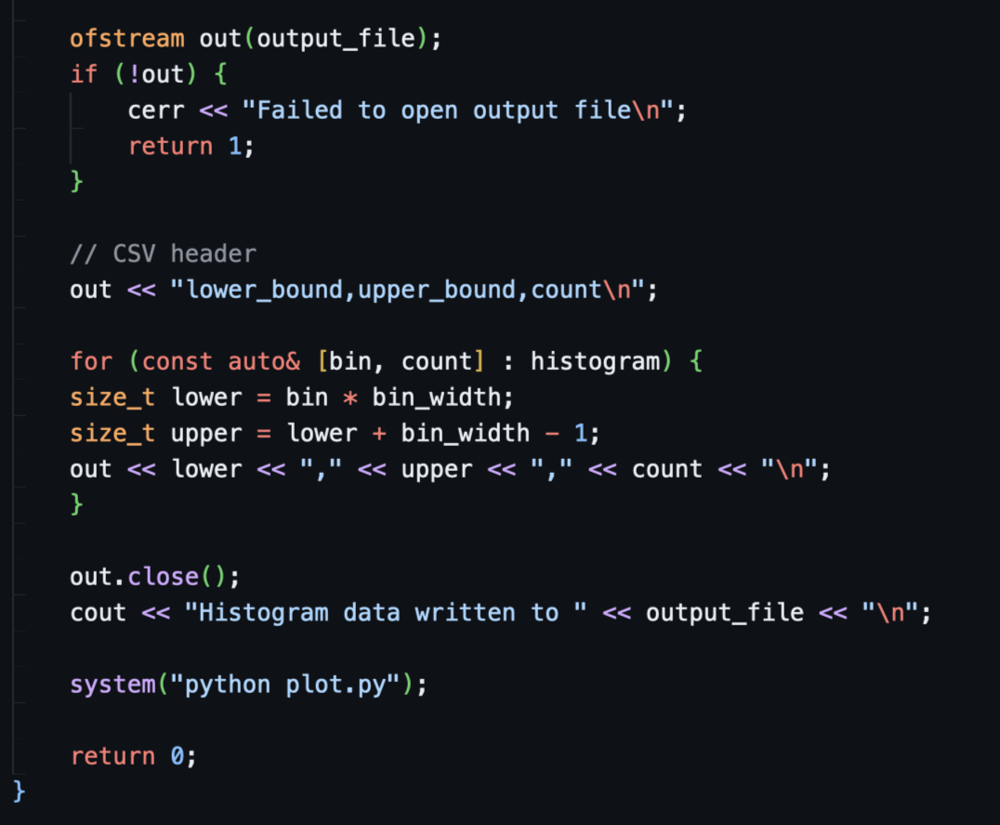 ofstream out(output_file);
if (!out) {
cerr << "Failed to open output file\n";
return 1;
}
// CSV header
out << "lower_bound,upper_bound,count\n";
for (const auto& [bin, count] : histogram) {
size_t lower = bin * bin_width;
size_t upper = lower + bin_width - 1;
out << lower << "," << upper << "," << count << "\n";
}
out.close();
cout << "Histogram data written to " << output_file << "\n";
system("python plot.py");
return 0;
}